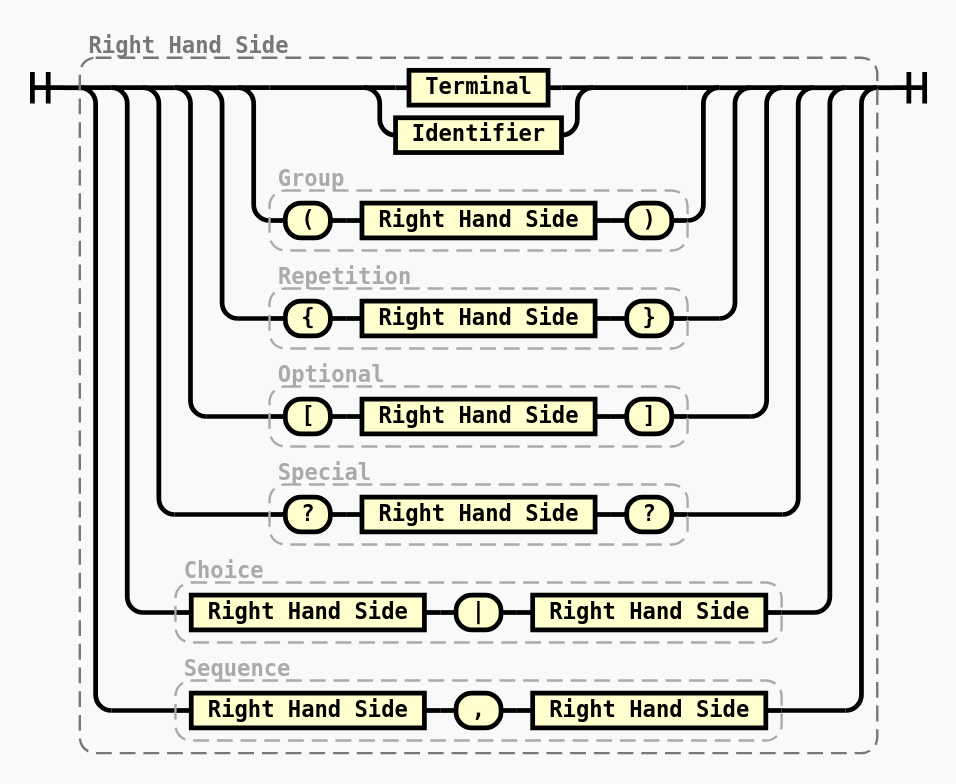 Right Hand Side
Terminal
Identifier
Group
( Right Hand Side )
Repetition
{ Right Hand Side }
Optional
[ Right Hand Side ]
Special
? Right Hand Side ?
Choice
Right Hand Side | Right Hand Side
Sequence
Right Hand Side , Right Hand Side